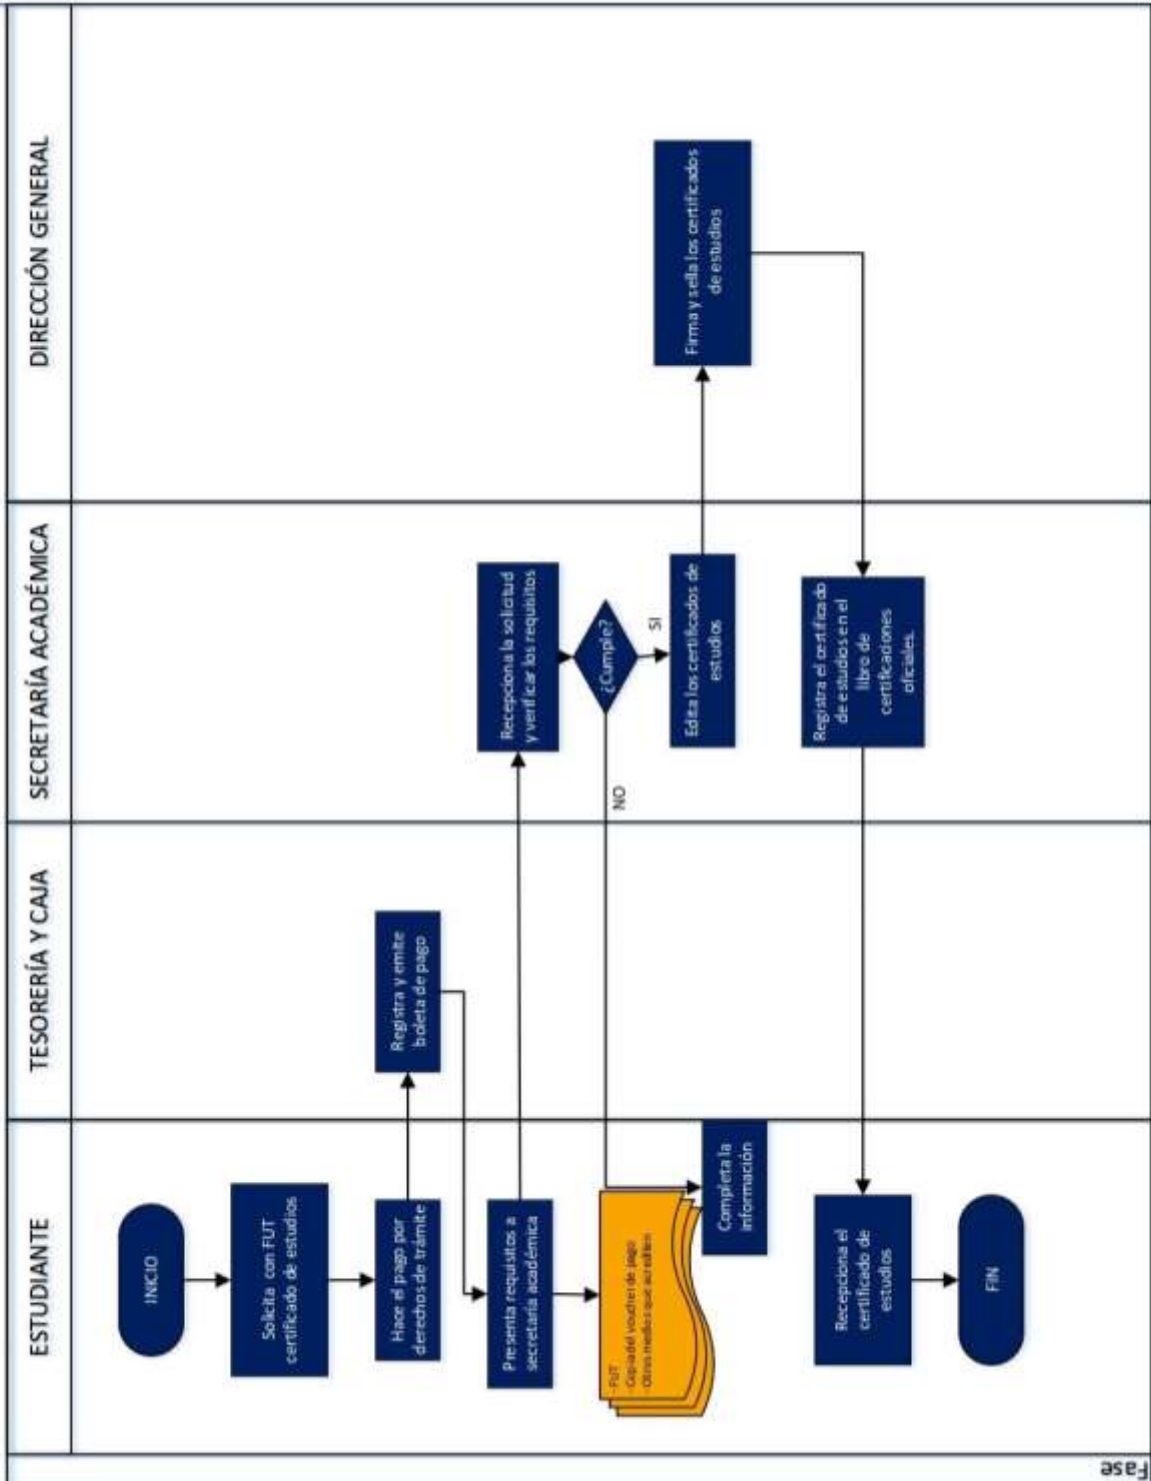 ESTUDIANTE
TESORERÍA Y CAJA
SECRETARÍA ACADÉMICA
DIRECCIÓN GENERAL
INICIO
Solicita con FUT
certificado de estudios
Hace el pago por
derechos de trámite
Registra y emite
boleta de pago
Presenta requisitos a
secretaría académica
Recepciona la solicitud
y verificar los requisitos
- FUT
- Copia del voucher de pago
- Otros medios que acrediten
¿Cumple?
NO
SI
Completa la
información
Edita los certificados de
estudios
Firma y sella los certificados
de estudios
Registra el certificado
de estudios en el
libro de
certificaciones
oficiales.
Recepciona el
certificado de
estudios
FIN
Fase